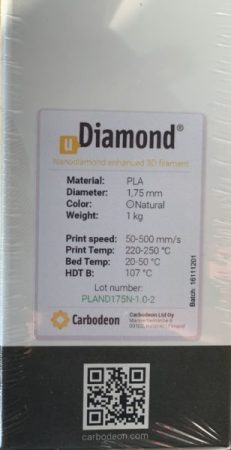 uDiamond®
Nanodiamond enhanced 3D filament
Material: PLA
Diameter: 1,75 mm
Color: Natural
Weight: 1 kg
Print speed: 50-500 mm/s
Print Temp: 220-250 °C
Bed Temp: 20-50 °C
HDT B: 107 °C
Lot number:
PLAND175N-1.0-2
Batch: 16111201
Carbodeon
Carbodeon Ltd Oy
carbodeon.com